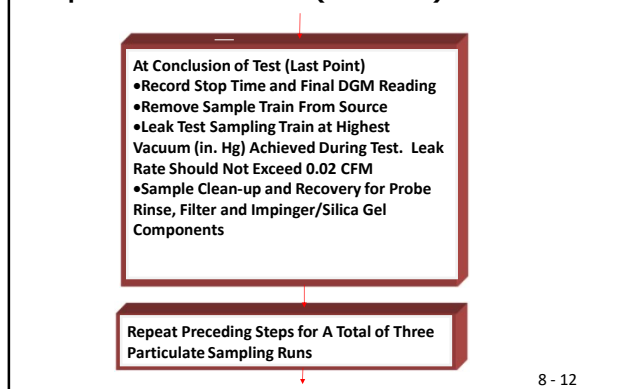 At Conclusion of Test (Last Point)
•Record Stop Time and Final DGM Reading
•Remove Sample Train From Source
•Leak Test Sampling Train at Highest
Vacuum (in. Hg) Achieved During Test.  Leak
Rate Should Not Exceed 0.02 CFM
•Sample Clean-up and Recovery for Probe
Rinse, Filter and Impinger/Silica Gel
Components
Repeat Preceding Steps for A Total of Three
Particulate Sampling Runs
8 - 12